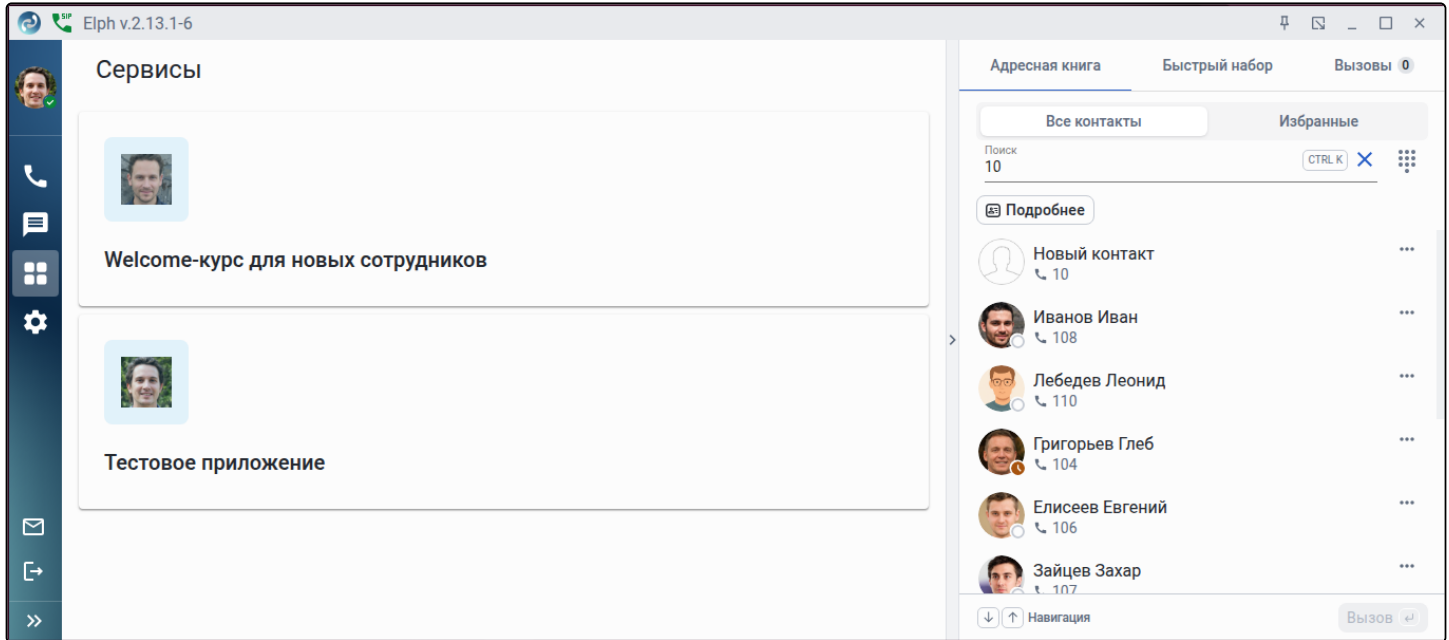 SIP
Elph v.2.13.1-6
Сервисы
Welcome-курс для новых сотрудников
Тестовое приложение
Адресная книга Быстрый набор Вызовы 0
Все контакты Избранные
Поиск
10 CTRL K
Подробнее
Новый контакт
10
Иванов Иван
108
Лебедев Леонид
110
Григорьев Глеб
104
Елисеев Евгений
106
Зайцев Захар
107
Навигация Вызов